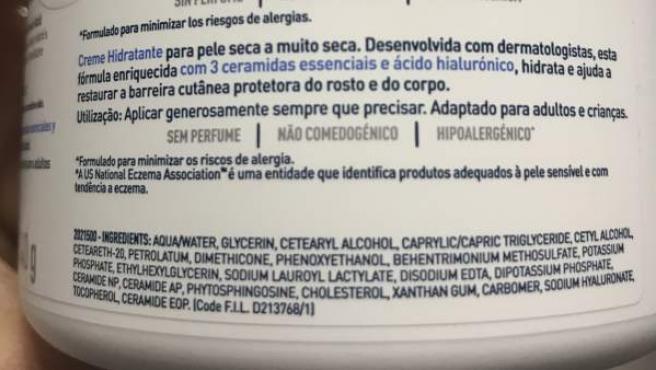 SEM PERFUME
*Formulado para minimizar los riesgos de alergias.
Creme Hidratante para pele seca a muito seca. Desenvolvida com dermatologistas, esta
fórmula enriquecida com 3 ceramidas essenciais e ácido hialurónico, hidrata e ajuda a
restaurar a barreira cutânea protetora do rosto e do corpo.
Utilização: Aplicar generosamente sempre que precisar. Adaptado para adultos e crianças.
SEM PERFUME | NÃO COMEDOGÉNICO | HIPOALERGÉNICO*
*Formulado para minimizar os riscos de alergia.
*A US National Eczema Association™ é uma entidade que identifica produtos adequados à pele sensível e com
tendência a eczema.
2021500 - INGREDIENTS: AQUA/WATER, GLYCERIN, CETEARYL ALCOHOL, CAPRYLIC/CAPRIC TRIGLYCERIDE, CETYL ALCOHOL,
CETEARETH-20, PETROLATUM, DIMETHICONE, PHENOXYETHANOL, BEHENTRIMONIUM METHOSULFATE, POTASSIUM
PHOSPHATE, ETHYLHEXYLGLYCERIN, SODIUM LAUROYL LACTYLATE, DISODIUM EDTA, DIPOTASSIUM PHOSPHATE,
CERAMIDE NP, CERAMIDE AP, PHYTOSPHINGOSINE, CHOLESTEROL, XANTHAN GUM, CARBOMER, SODIUM HYALURONATE,
TOCOPHEROL, CERAMIDE EOP. (Code F.I.L. D213768/1)